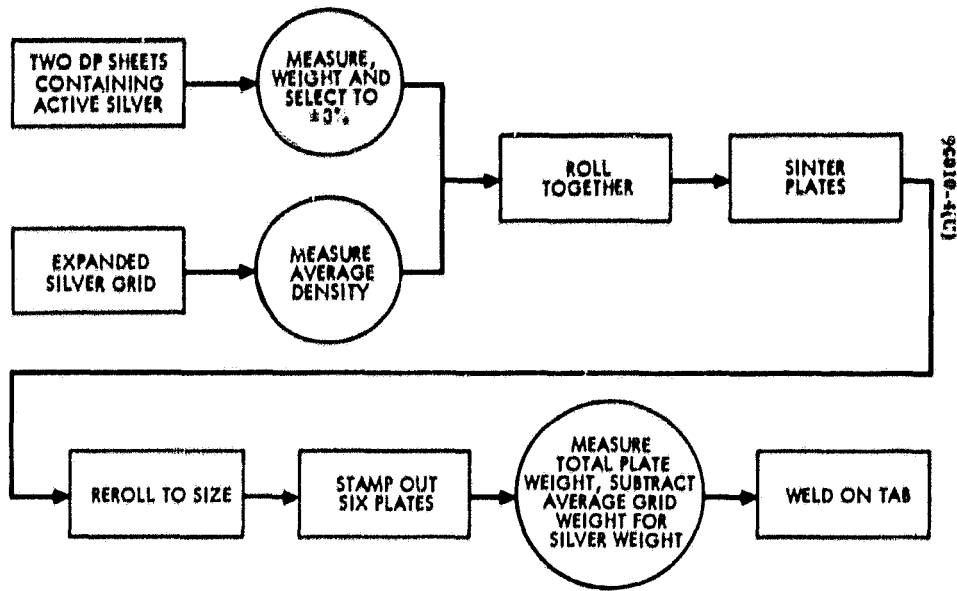 TWO DP SHEETS
CONTAINING
ACTIVE SILVER
MEASURE,
WEIGHT AND
SELECT TO
±3%
EXPANDED
SILVER GRID
MEASURE
AVERAGE
DENSITY
ROLL
TOGETHER
SINTER
PLATES
REROLL TO SIZE
STAMP OUT
SIX PLATES
MEASURE
TOTAL PLATE
WEIGHT, SUBTRACT
AVERAGE GRID
WEIGHT FOR
SILVER WEIGHT
WELD ON TAB